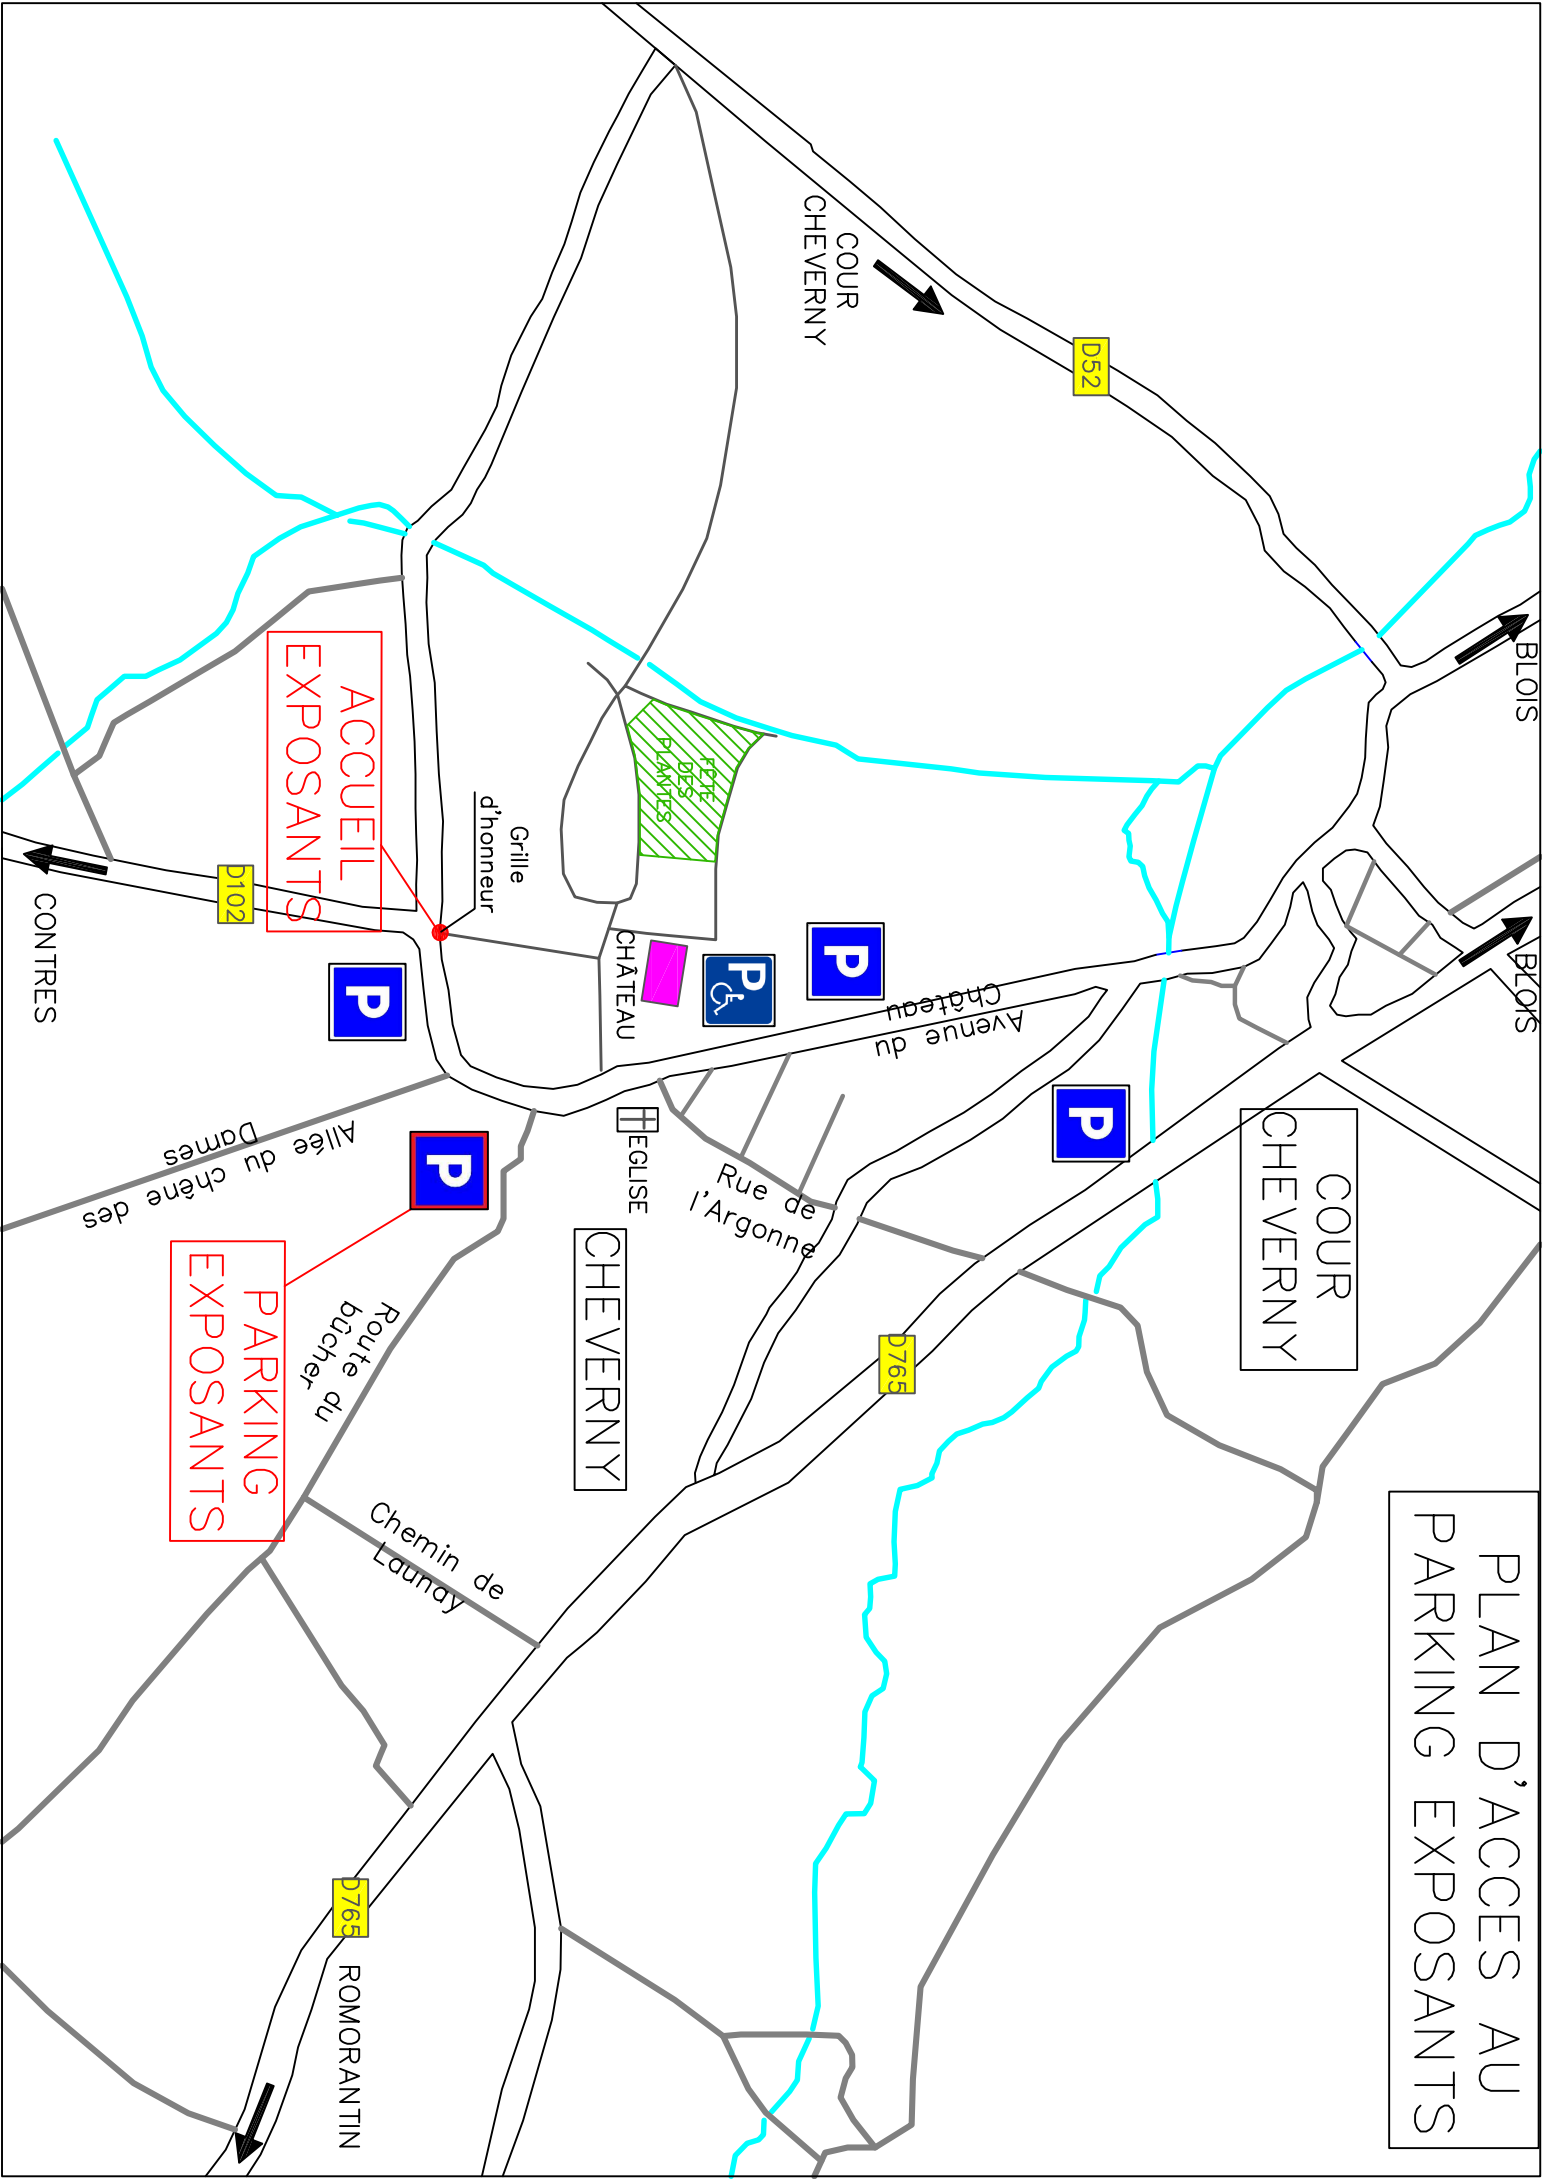 PLAN D'ACCES AU
PARKING EXPOSANTS
BLOIS
BLOIS
D52
COUR
CHEVERNY
COUR
CHEVERNY
P
P
P
Avenue du
Château
FETE
DES
PLANTES
CHÂTEAU
D765
Rue de
l'Argonne
EGLISE
CHEVERNY
Grille
d'honneur
ACCUEIL
EXPOSANTS
P
P
D102
CONTRES
Allée du chêne des
Dames
PARKING
EXPOSANTS
Route du
bûcher du
Chemin de
Launay
D765
ROMORANTIN